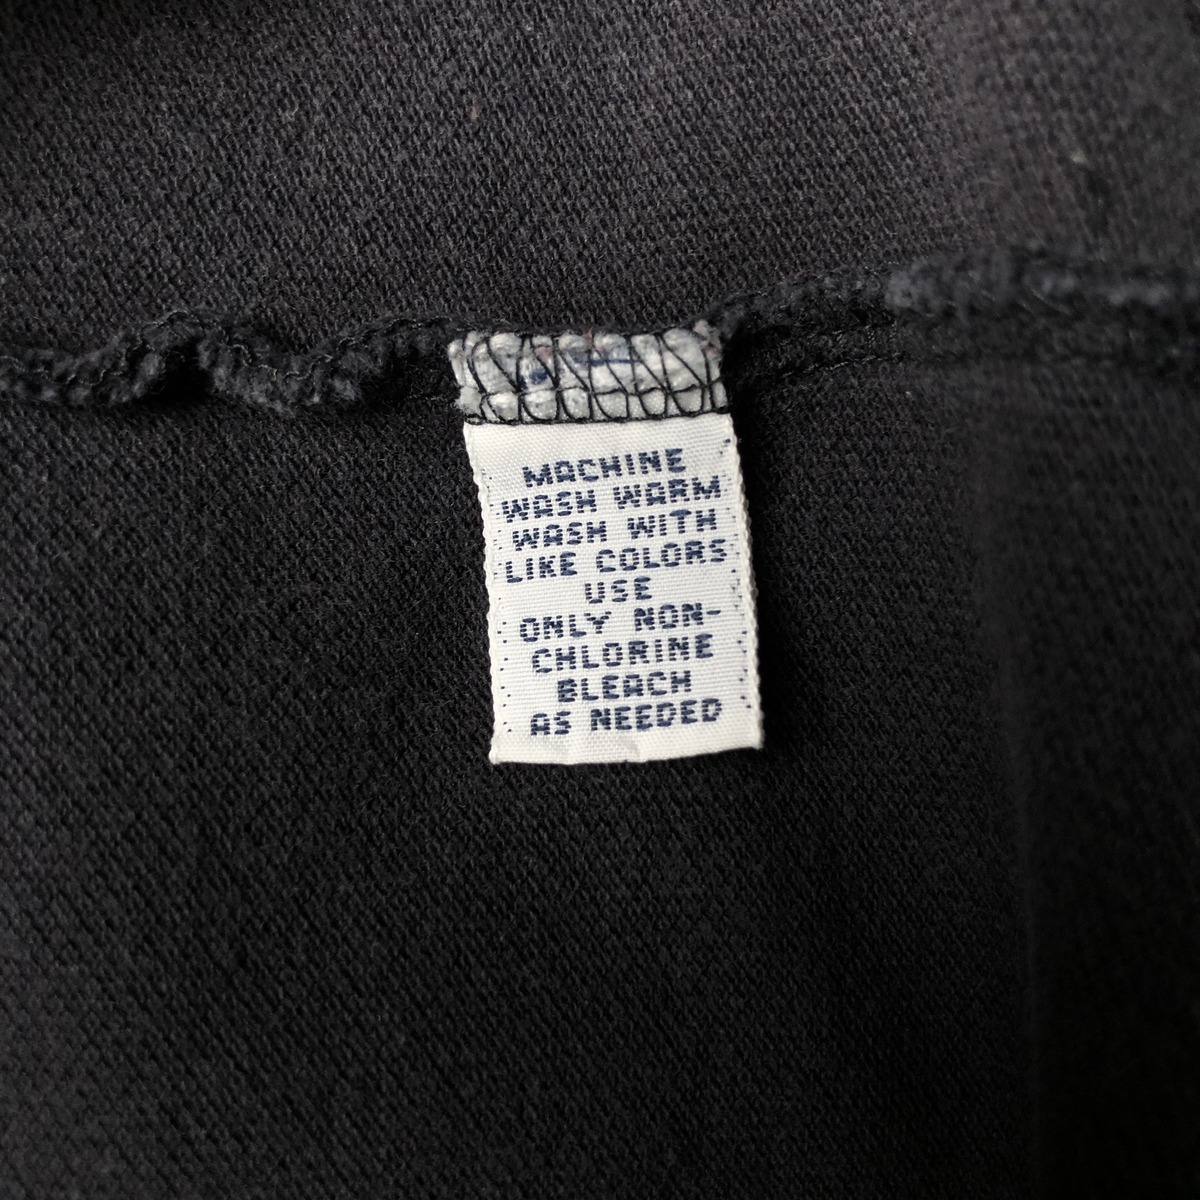 MACHINE
WASH WARM
WASH WITH
LIKE COLORS
USE
ONLY NON-
CHLORINE
BLEACH
AS NEEDED